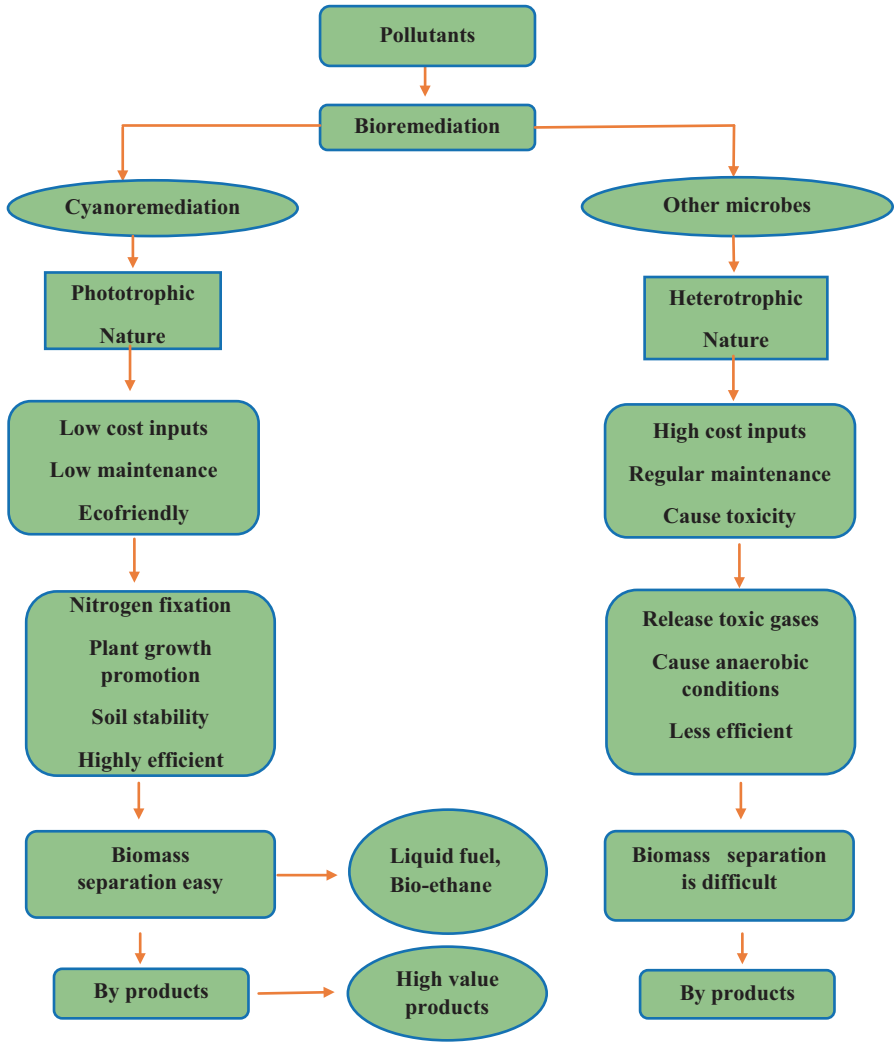 Pollutants
Bioremediation
Cyanoremediation
Other microbes
Phototrophic
Nature
Heterotrophic
Nature
Low cost inputs
Low maintenance
Ecofriendly
High cost inputs
Regular maintenance
Cause toxicity
Nitrogen fixation
Plant growth
promotion
Soil stability
Highly efficient
Release toxic gases
Cause anaerobic
conditions
Less efficient
Biomass
separation easy
Liquid fuel,
Bio-ethane
Biomass separation
is difficult
By products
High value
products
By products